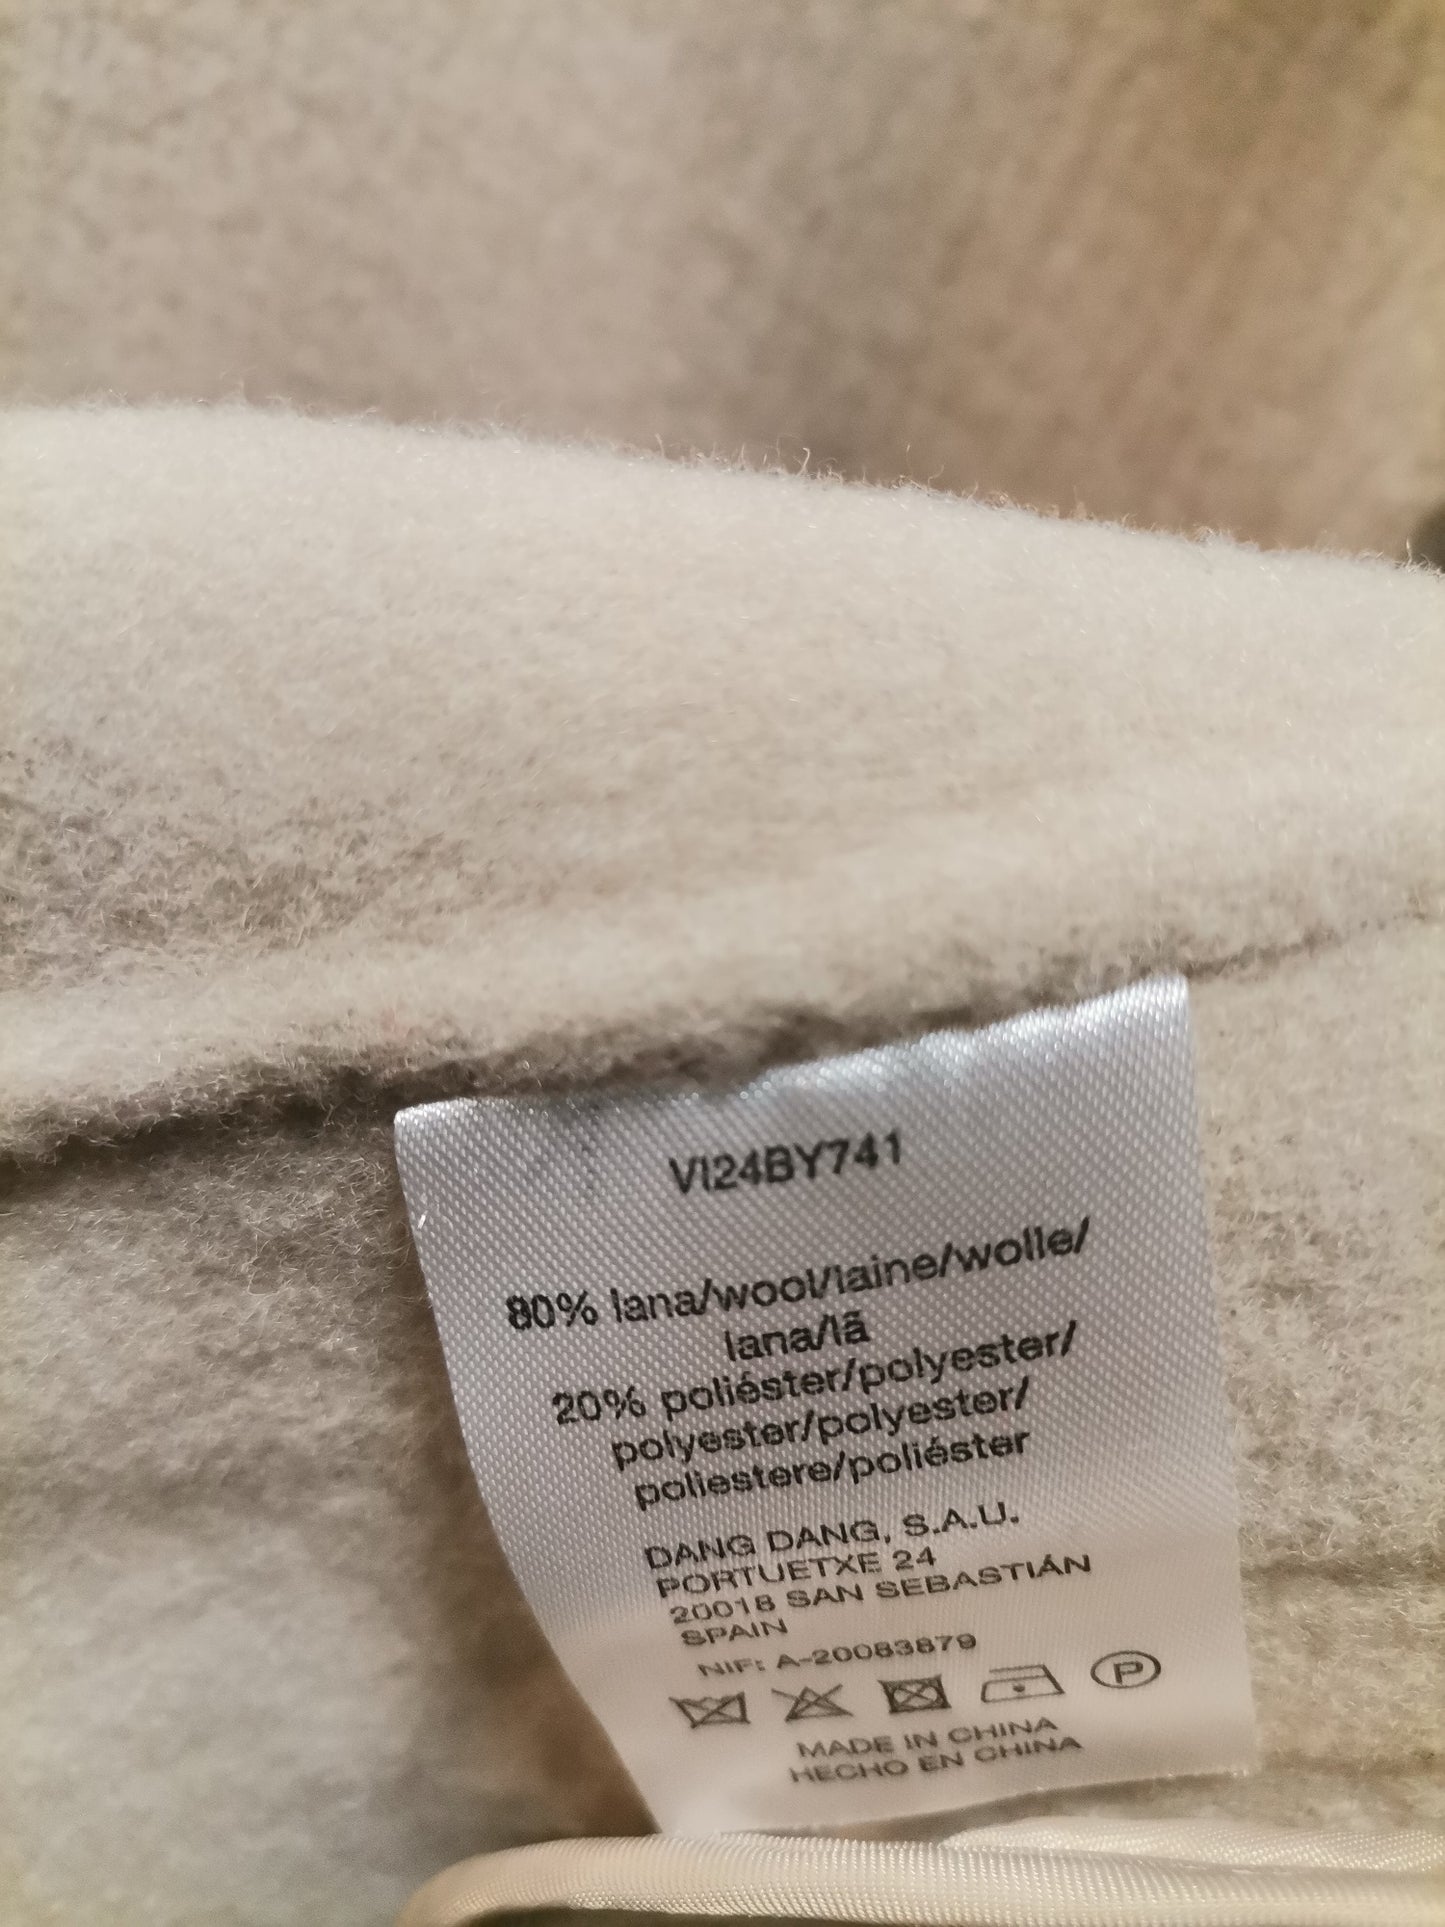 VI24BY741
80% lana/wool/laine/wolle/
lana/lã
20% poliéster/polyester/
polyester/polyester/
poliestere/poliéster
DANG DANG, S.A.U.
PORTUETXE 24
20018 SAN SEBASTIÁN
SPAIN
NIF: A-20083879
P
MADE IN CHINA
HECHO EN CHINA